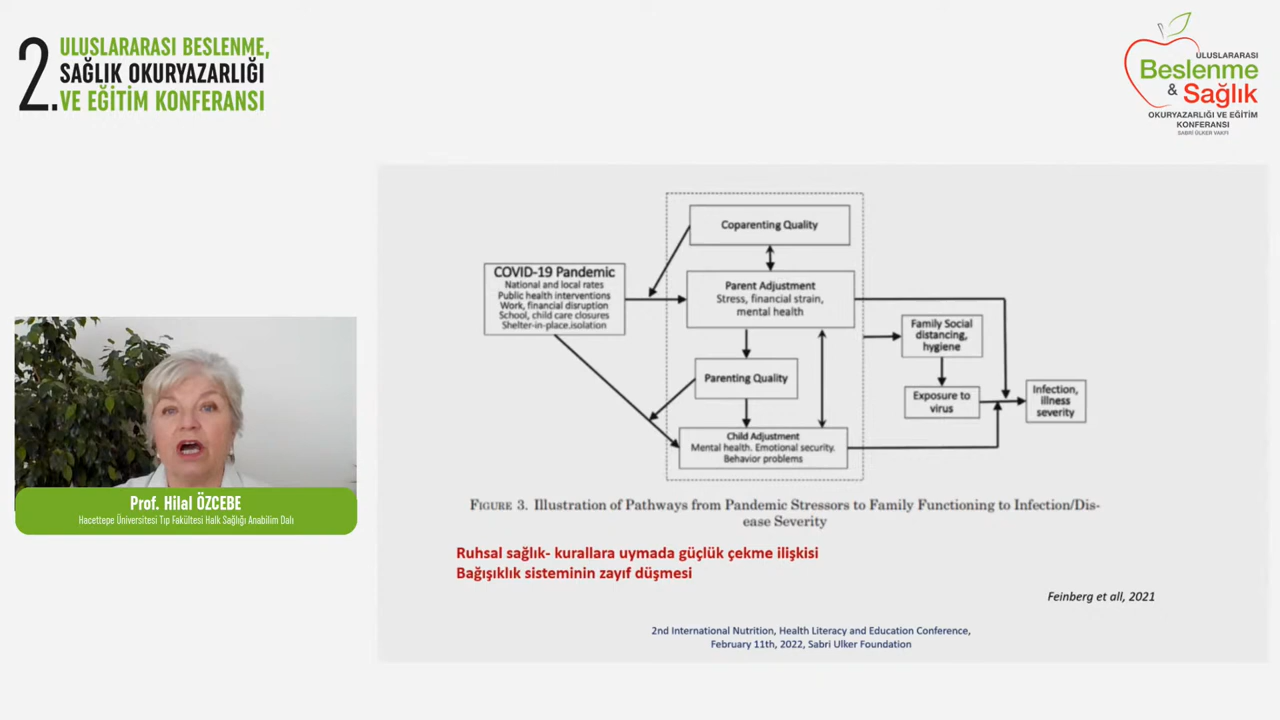 2.
ULUSLARARASI BESLENME,
SAĞLIK OKURYAZARLIĞI
VE EĞİTİM KONFERANSI
ULUSLARARASI
Beslenme
& Sağlık
OKURYAZARLIĞI VE EĞİTİM
KONFERANSI
SABRİ ÜLKER VAKFI
Coparenting Quality
COVID-19 Pandemic
National and local rates
Public health interventions
Work, financial disruption
School, child care closures
Shelter-in-place.isolation
Parent Adjustment
Stress, financial strain,
mental health
Family Social
distancing,
hygiene
Parenting Quality
Exposure to
virus
Infection,
illness
severity
Child Adjustment
Mental health. Emotional security.
Behavior problems
FIGURE 3. Illustration of Pathways from Pandemic Stressors to Family Functioning to Infection/Dis-
ease Severity
Ruhsal sağlık- kurallara uymada güçlük çekme ilişkisi
Bağışıklık sisteminin zayıf düşmesi
Feinberg et all, 2021
2nd International Nutrition, Health Literacy and Education Conference,
February 11th, 2022, Sabri Ulker Foundation
Prof. Hilal ÖZCEBE
Hacettepe Üniversitesi Tıp Fakültesi Halk Sağlığı Anabilim Dalı